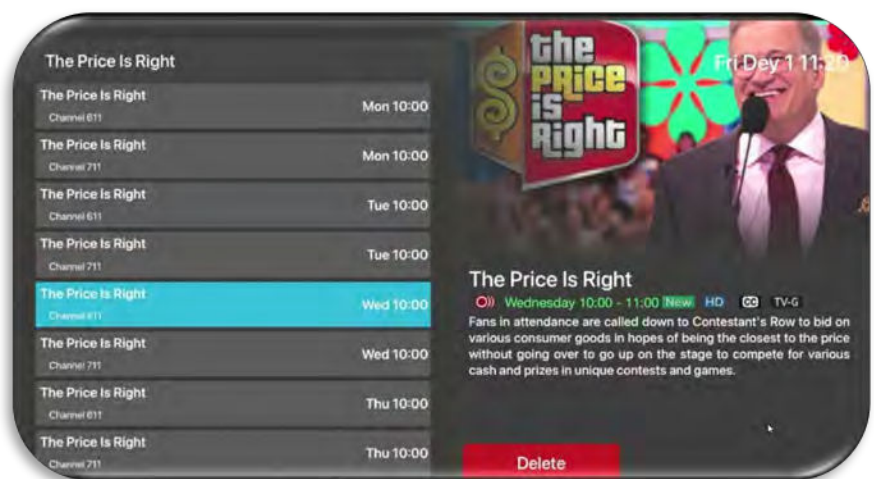 The Price Is Right
The Price Is Right
Channel 611
Mon 10:00
The Price Is Right
Channel 711
Mon 10:00
The Price Is Right
Channel 611
Tue 10:00
The Price Is Right
Channel 711
Tue 10:00
The Price Is Right
Channel 611
Wed 10:00
The Price Is Right
Channel 711
Wed 10:00
The Price Is Right
Channel 611
Thu 10:00
The Price Is Right
Channel 711
Thu 10:00
the
PRiCE
iS
Right
Fri Dey 1 11:20
The Price Is Right
Wednesday 10:00 - 11:00 New HD CC TV-G
Fans in attendance are called down to Contestant's Row to bid on
various consumer goods in hopes of being the closest to the price
without going over to go up on the stage to compete for various
cash and prizes in unique contests and games.
Delete